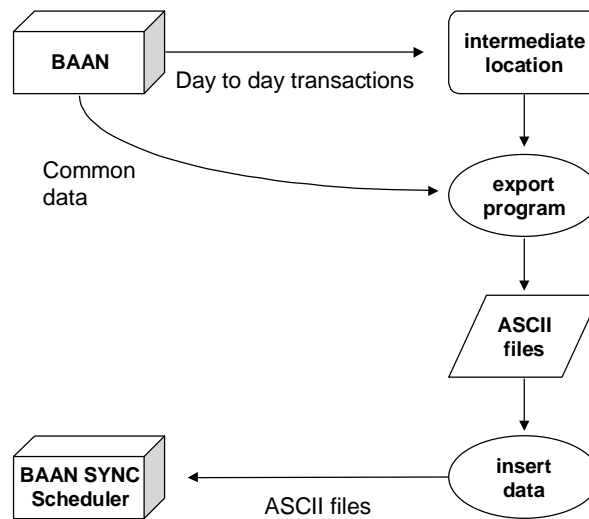 BAAN
Day to day transactions
intermediate
location
Common
data
export
program
ASCII
files
BAAN SYNC
Scheduler
ASCII files
insert
data